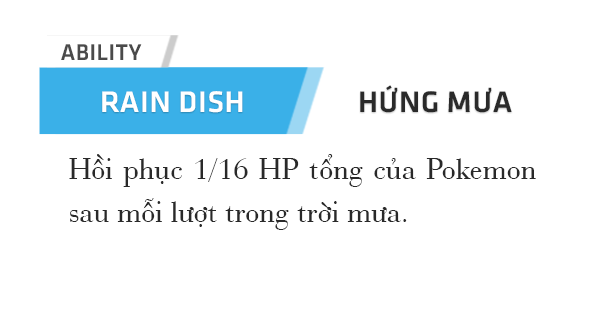 ABILITY
RAIN DISH HỨNG MƯA
Hồi phục 1/16 HP tổng của Pokemon
sau mỗi lượt trong trời mưa.